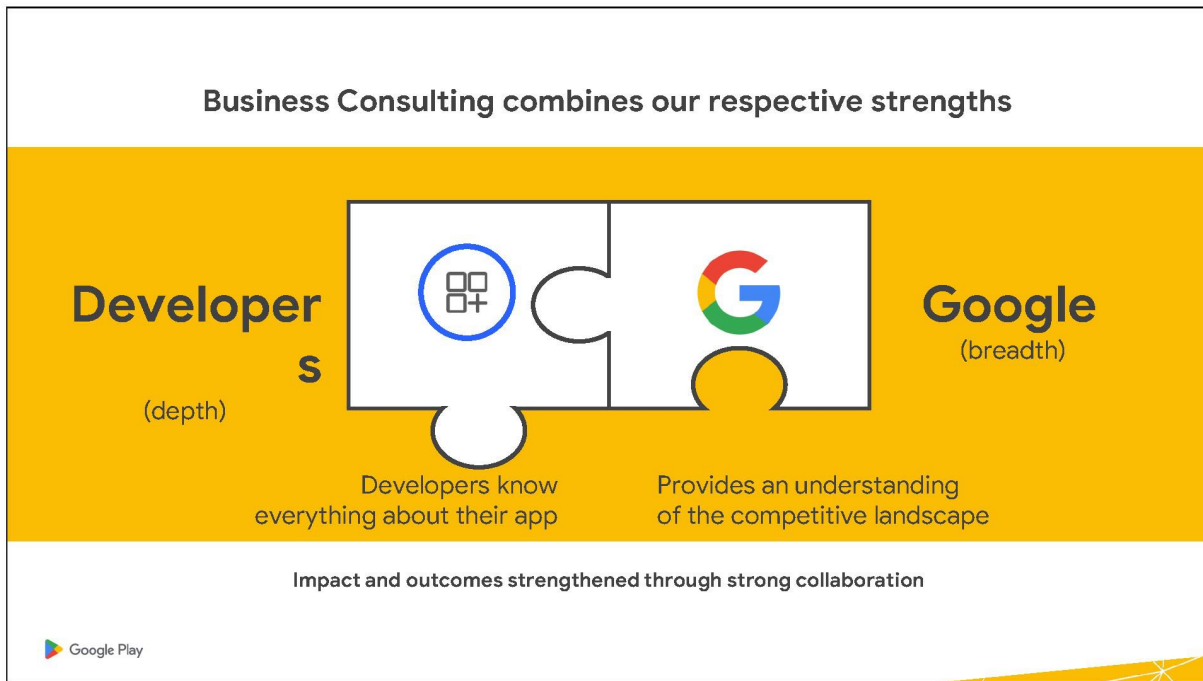 Business Consulting combines our respective strengths
Developer
s
(depth)
Google
(breadth)
Developers know
everything about their app
Provides an understanding
of the competitive landscape
Impact and outcomes strengthened through strong collaboration
Google Play